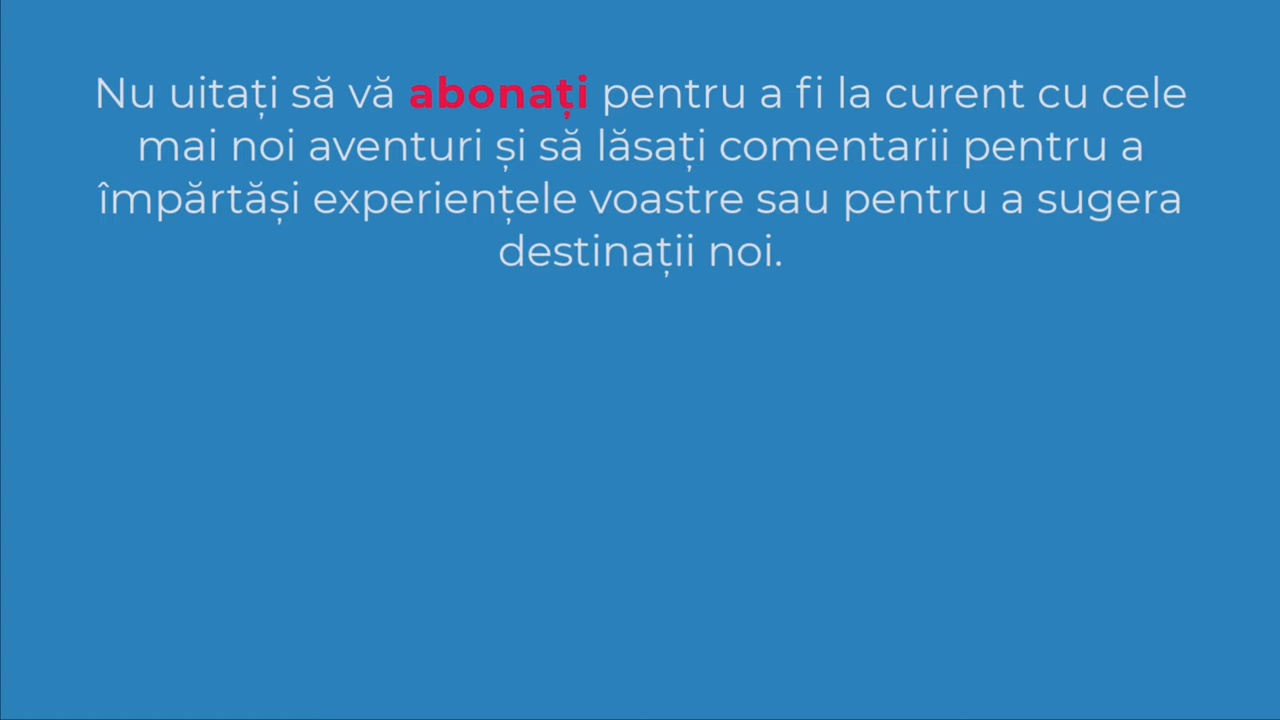 Nu uitați să vă abonați pentru a fi la curent cu cele
mai noi aventuri și să lăsați comentarii pentru a
împărtăși experiențele voastre sau pentru a sugera
destinații noi.